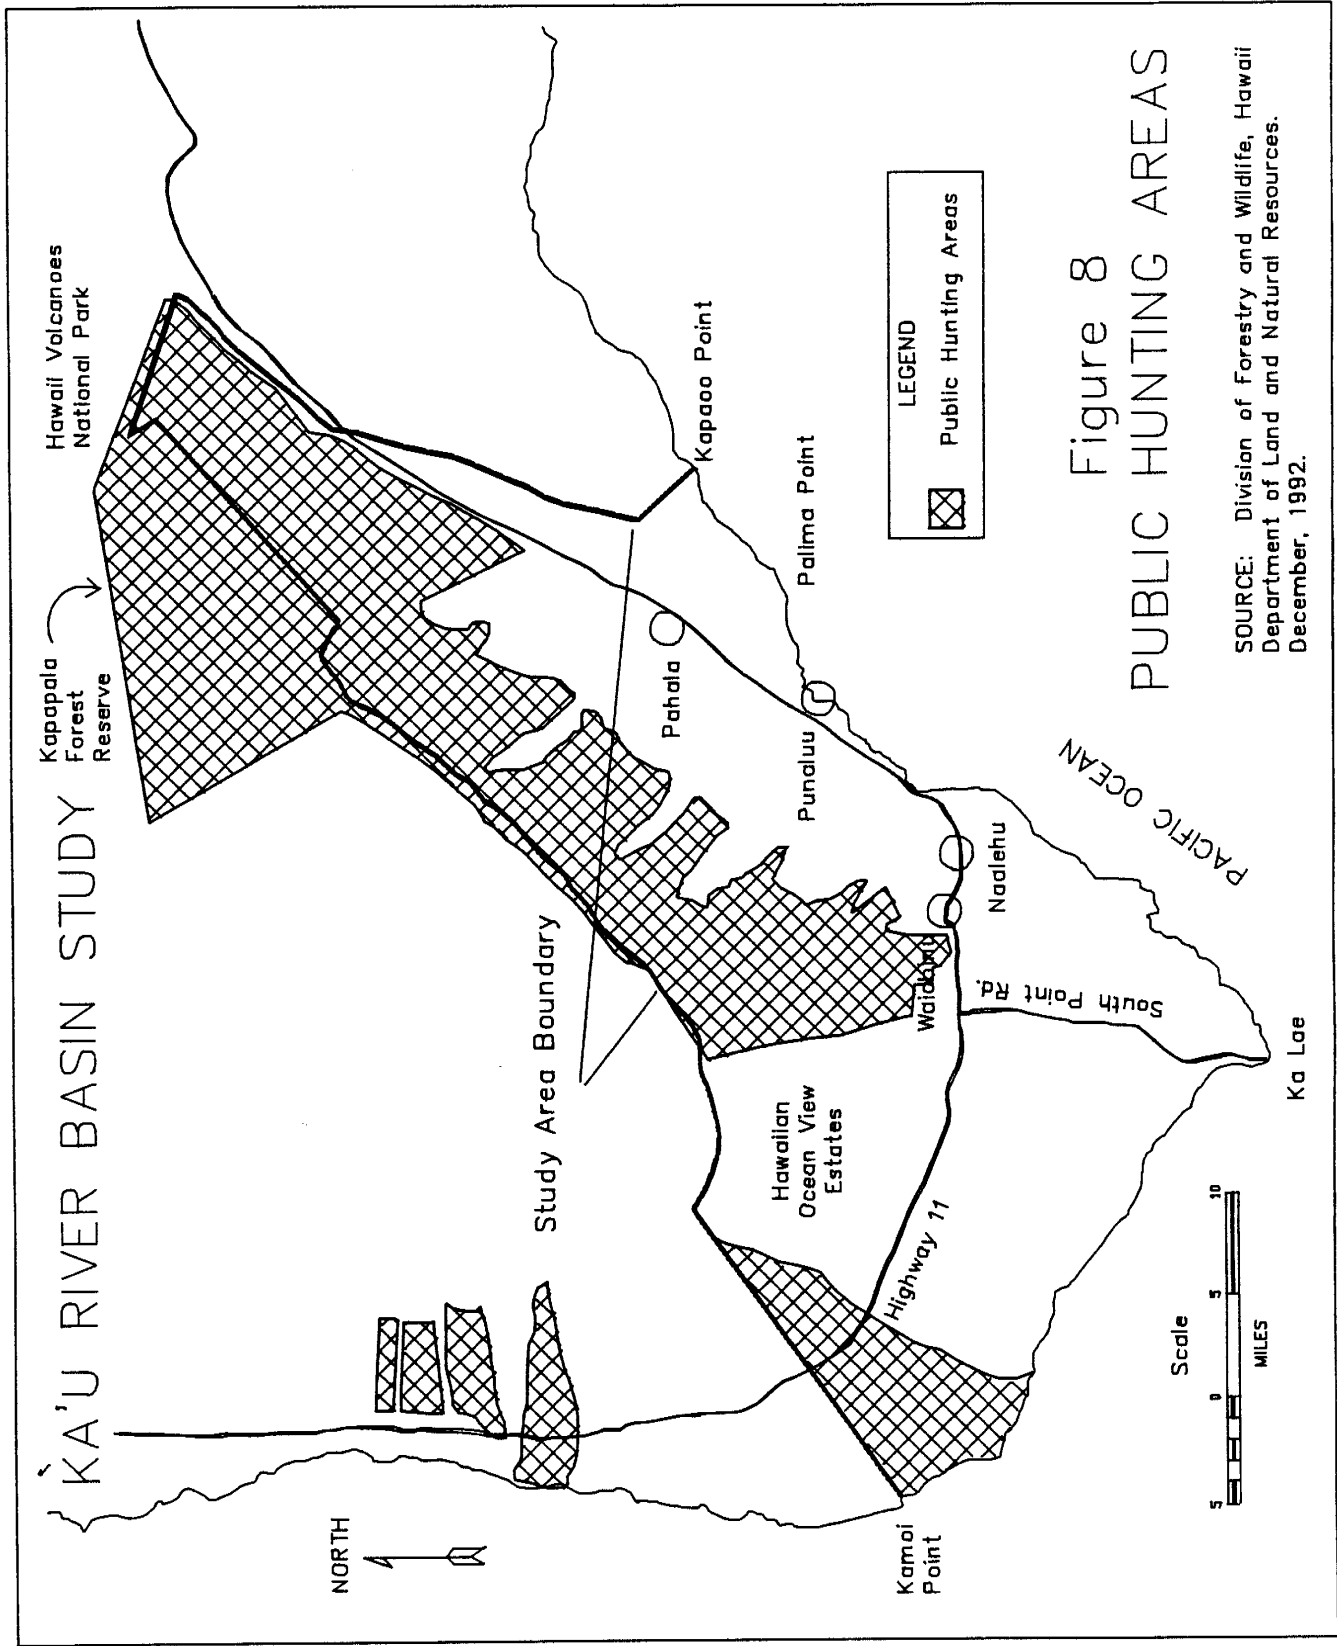 KA'U RIVER BASIN STUDY
Kapapala
Forest
Reserve
Hawaii Volcanoes
National Park
NORTH
Study Area Boundary
Pahala
Kapaoo Point
Palima Point
Punaluu
Hawaiian
Ocean View
Estates
Highway 11
Waiohinu
Naalehu
South Point Rd.
PACIFIC OCEAN
Kamoi
Point
Ka Lae
LEGEND
Public Hunting Areas
Scale
5 0 5 10
MILES
Figure 8
PUBLIC HUNTING AREAS
SOURCE: Division of Forestry and Wildlife, Hawaii
Department of Land and Natural Resources.
December, 1992.